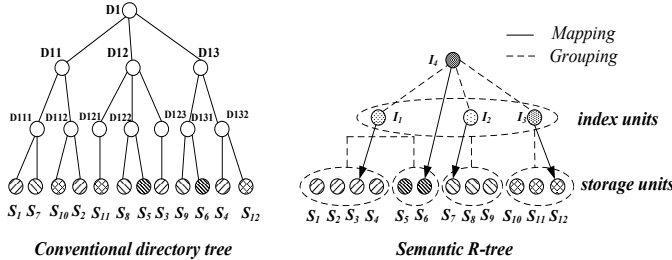 D1
D11 D12 D13
D111 D112 D121 D122 D123 D131 D132
S1 S7 S10 S2 S11 S8 S5 S3 S9 S6 S4 S12
Conventional directory tree
Mapping
Grouping
I4
I1 I2 I3 index units
storage units
S1 S2 S3 S4 S5 S6 S7 S8 S9 S10 S11 S12
Semantic R-tree